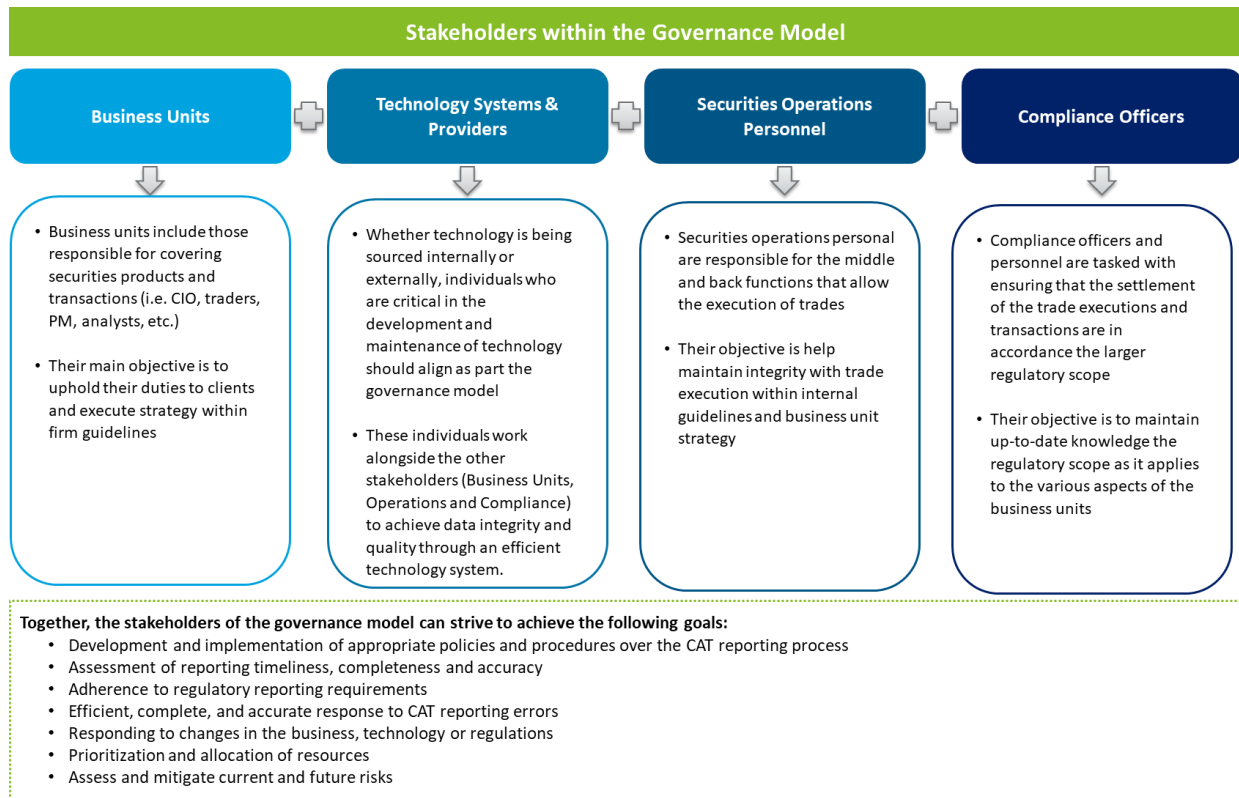 Stakeholders within the Governance Model
Business Units
Technology Systems &
Providers
Securities Operations
Personnel
Compliance Officers
• Business units include those
responsible for covering
securities products and
transactions (i.e. CIO, traders,
PM, analysts, etc.)
• Their main objective is to
uphold their duties to clients
and execute strategy within
firm guidelines
• Whether technology is being
sourced internally or
externally, individuals who
are critical in the
development and
maintenance of technology
should align as part the
governance model
• These individuals work
alongside the other
stakeholders (Business Units,
Operations and Compliance)
to achieve data integrity and
quality through an efficient
technology system.
• Securities operations personal
are responsible for the middle
and back functions that allow
the execution of trades
• Their objective is help
maintain integrity with trade
execution within internal
guidelines and business unit
strategy
• Compliance officers and
personnel are tasked with
ensuring that the settlement
of the trade executions and
transactions are in
accordance the larger
regulatory scope
• Their objective is to maintain
up-to-date knowledge the
regulatory scope as it applies
to the various aspects of the
business units
Together, the stakeholders of the governance model can strive to achieve the following goals:
• Development and implementation of appropriate policies and procedures over the CAT reporting process
• Assessment of reporting timeliness, completeness and accuracy
• Adherence to regulatory reporting requirements
• Efficient, complete, and accurate response to CAT reporting errors
• Responding to changes in the business, technology or regulations
• Prioritization and allocation of resources
• Assess and mitigate current and future risks